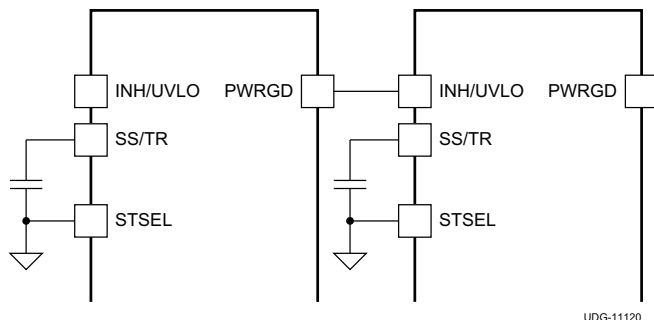 INH/UVLO PWRGD INH/UVLO PWRGD
SS/TR SS/TR
STSEL STSEL
UDG-11120